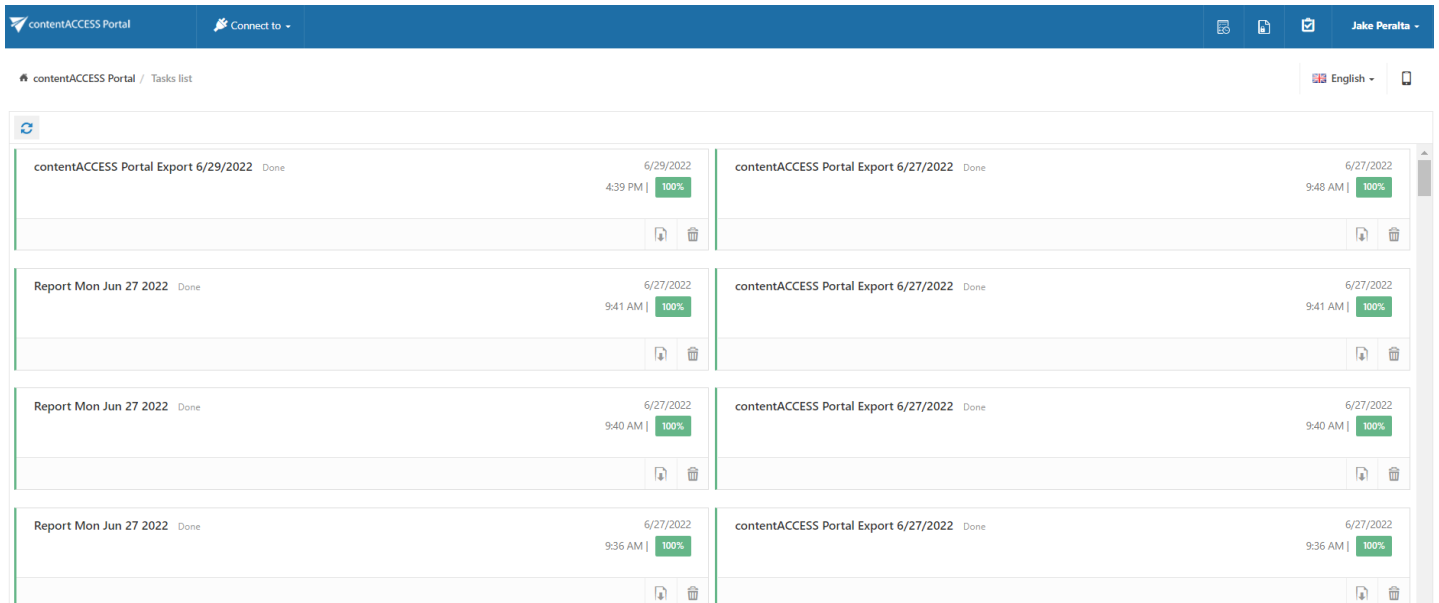 contentACCESS Portal
Connect to
Jake Peralta
contentACCESS Portal / Tasks list
English
contentACCESS Portal Export 6/29/2022 Done
6/29/2022
4:39 PM | 100%
contentACCESS Portal Export 6/27/2022 Done
6/27/2022
9:48 AM | 100%
Report Mon Jun 27 2022 Done
6/27/2022
9:41 AM | 100%
contentACCESS Portal Export 6/27/2022 Done
6/27/2022
9:41 AM | 100%
Report Mon Jun 27 2022 Done
6/27/2022
9:40 AM | 100%
contentACCESS Portal Export 6/27/2022 Done
6/27/2022
9:40 AM | 100%
Report Mon Jun 27 2022 Done
6/27/2022
9:36 AM | 100%
contentACCESS Portal Export 6/27/2022 Done
6/27/2022
9:36 AM | 100%